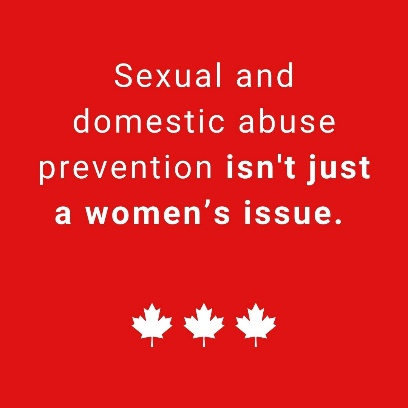 Sexual and
domestic abuse
prevention isn't just
a women’s issue.